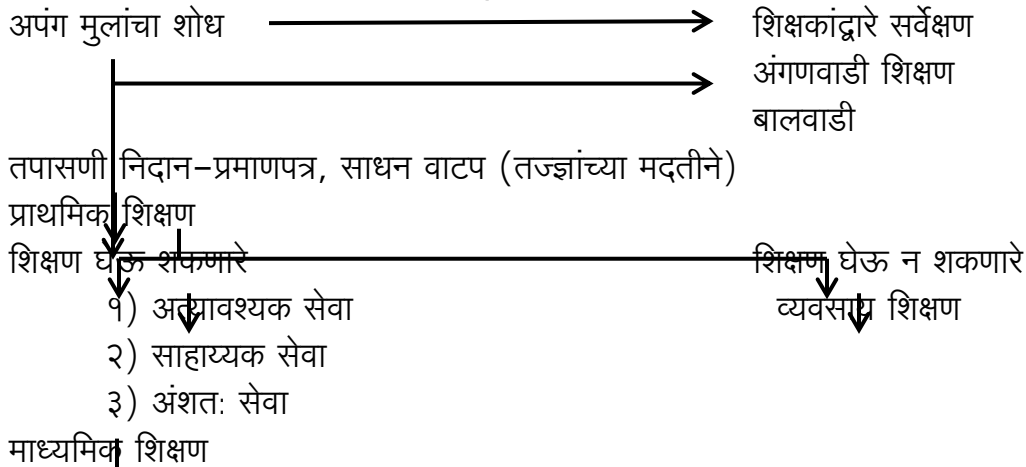 अपंग मुलांचा शोध शिक्षकांद्वारे सर्वेक्षण
अंगणवाडी शिक्षण
बालवाडी
तपासणी निदान–प्रमाणपत्र, साधन वाटप (तज्ज्ञांच्या मदतीने)
प्राथमिक शिक्षण
शिक्षण घेऊ शकणारे शिक्षण घेऊ न शकणारे
१) अत्यावश्यक सेवा व्यवसाय शिक्षण
२) साहाय्यक सेवा
३) अंशत: सेवा
माध्यमिक शिक्षण